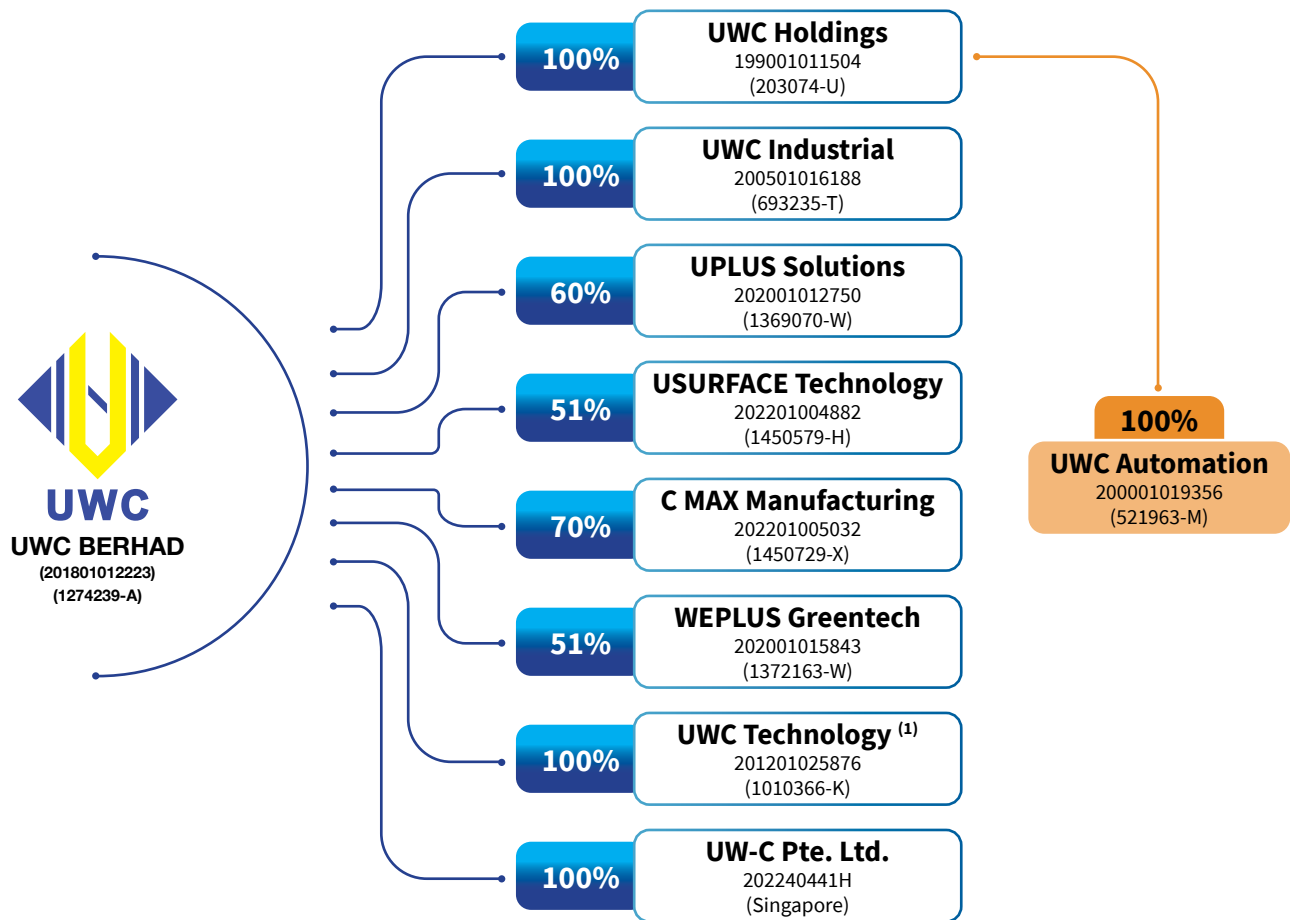 UWC
UWC BERHAD
(201801012223)
(1274239-A)
100%
UWC Holdings
199001011504
(203074-U)
100%
UWC Industrial
200501016188
(693235-T)
60%
UPLUS Solutions
202001012750
(1369070-W)
51%
USURFACE Technology
202201004882
(1450579-H)
70%
C MAX Manufacturing
202201005032
(1450729-X)
51%
WEPLUS Greentech
202001015843
(1372163-W)
100%
UWC Technology (1)
201201025876
(1010366-K)
100%
UW-C Pte. Ltd.
202240441H
(Singapore)
100%
UWC Automation
200001019356
(521963-M)